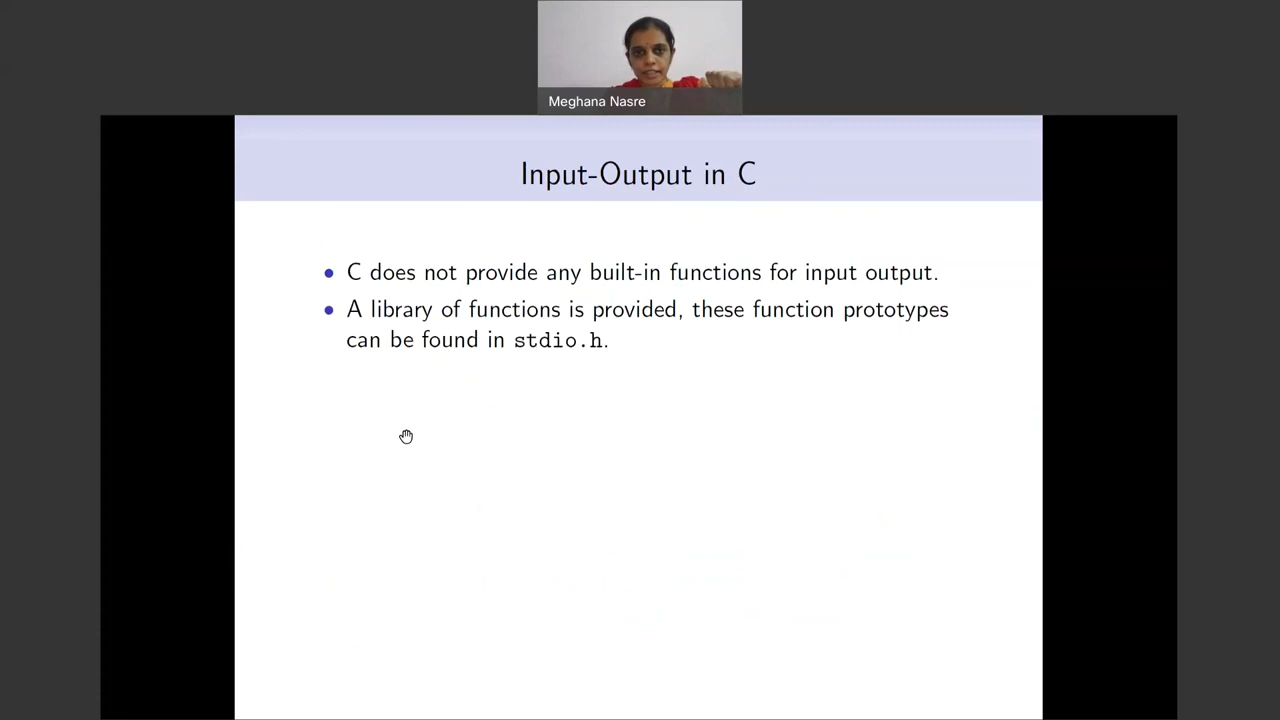 Meghana Nasre
Input-Output in C
• C does not provide any built-in functions for input output.
• A library of functions is provided, these function prototypes
can be found in stdio.h.